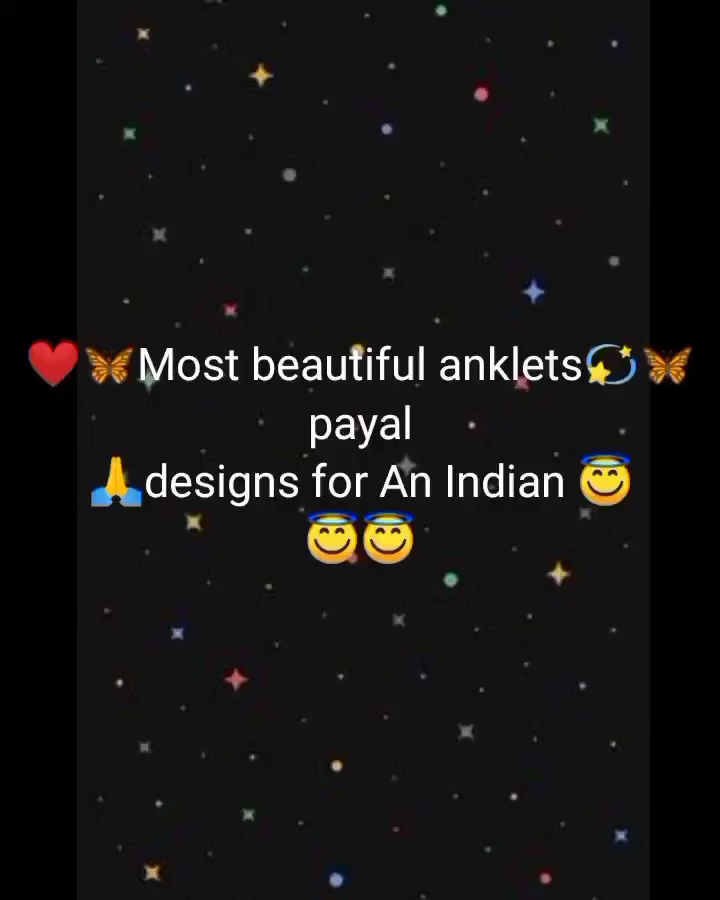 ❤️🦋Most beautiful anklets💫🦋
payal
🙏designs for An Indian 😇
😇😇